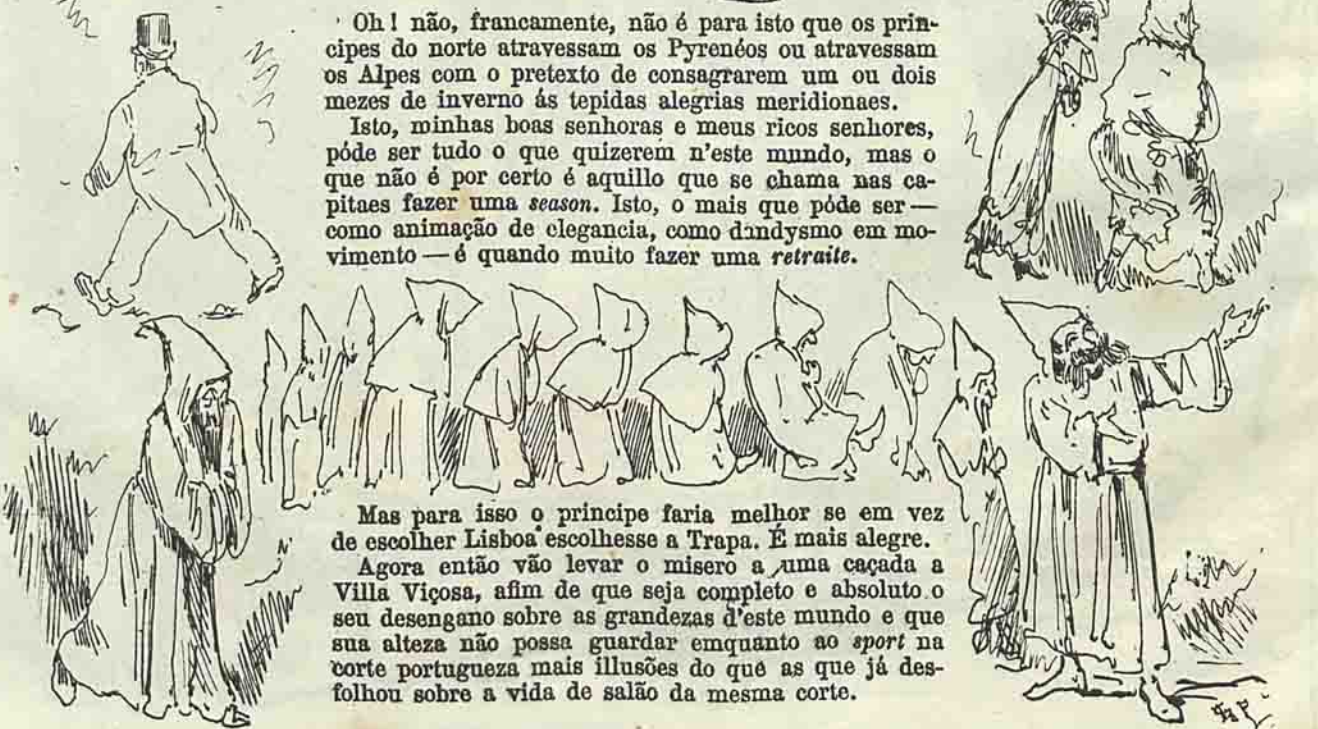 Oh! não, francamente, não é para isto que os prin-
cipes do norte atravessam os Pyrenéos ou atravessam
os Alpes com o pretexto de consagrarem um ou dois
mezes de inverno ás tepidas alegrias meridionaes.
Isto, minhas boas senhoras e meus ricos senhores,
póde ser tudo o que quizerem n'este mundo, mas o
que não é por certo é aquillo que se chama nas ca-
pitaes fazer uma season. Isto, o mais que póde ser —
como animação de elegancia, como dandysmo em mo-
vimento — é quando muito fazer uma retraite.
Mas para isso o principe faria melhor se em vez
de escolher Lisboa escolhesse a Trapa. É mais alegre.
Agora então vão levar o misero a uma caçada a
Villa Viçosa, afim de que seja completo e absoluto o
seu desengano sobre as grandezas d'este mundo e que
sua alteza não possa guardar emquanto ao sport na
corte portugueza mais illusões do que as que já des-
folhou sobre a vida de salão da mesma corte.